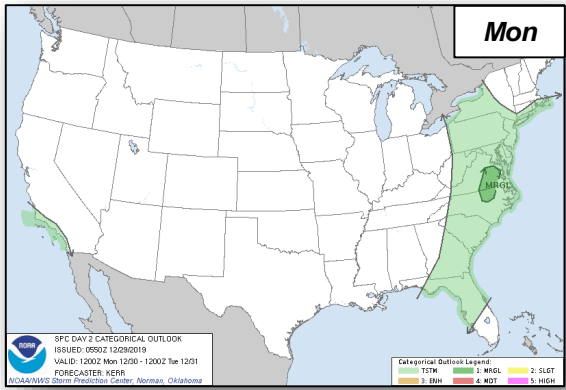 Mon
MRGL
SPC DAY 2 CATEGORICAL OUTLOOK
ISSUED: 0550Z 12/29/2019
VALID: 1200Z Mon 12/30 - 1200Z Tue 12/31
FORECASTER: KERR
NOAA/NWS Storm Prediction Center, Norman, Oklahoma
NOAA
Categorical Outlook Legend:
TSTM 1: MRGL 2: SLGT
3: ENH 4: MDT 5: HIGH